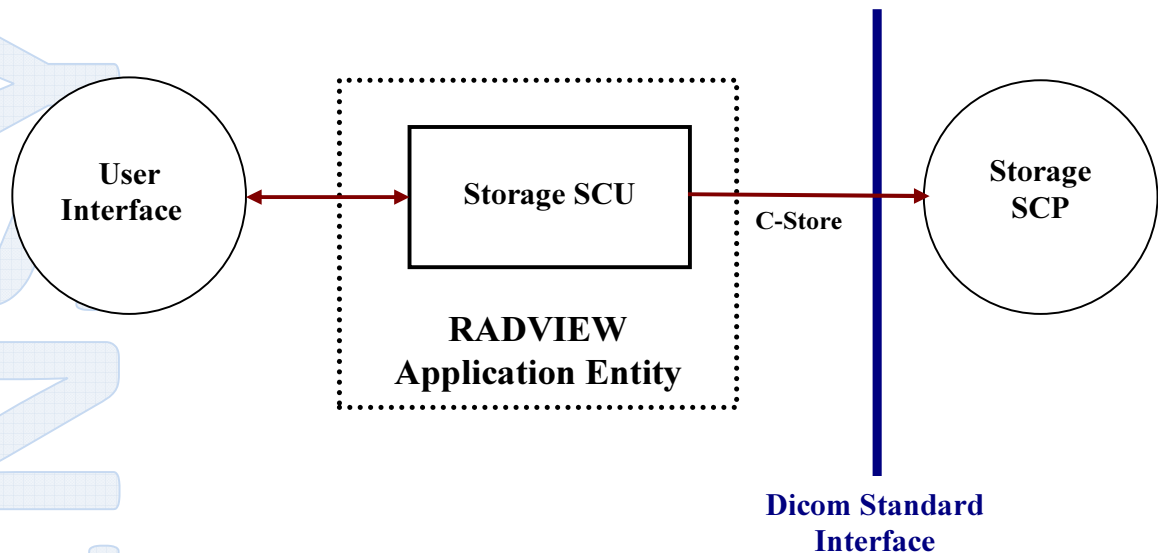 User
Interface
Storage SCU
C-Store
Storage
SCP
RADVIEW
Application Entity
Dicom Standard
Interface